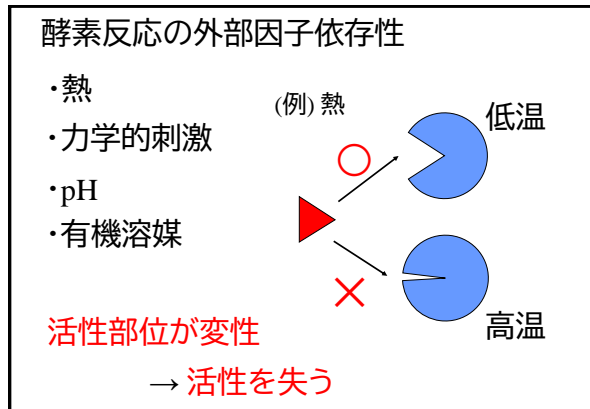 酵素反応の外部因子依存性
・熱
・力学的刺激
・pH
・有機溶媒
(例) 熱
低温
高温
活性部位が変性
→ 活性を失う